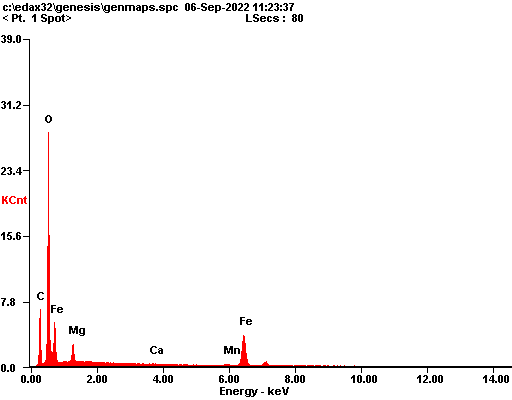 c:\edax32\genesis\genmaps.spc 06-Sep-2022 11:23:37
< Pt. 1 Spot> LSecs : 80
39.0
31.2
O
23.4
KCnt
15.6
7.8
C
Fe
Mg
Ca
Mn
Fe
0.0
0.00 2.00 4.00 6.00 8.00 10.00 12.00 14.00
Energy - keV